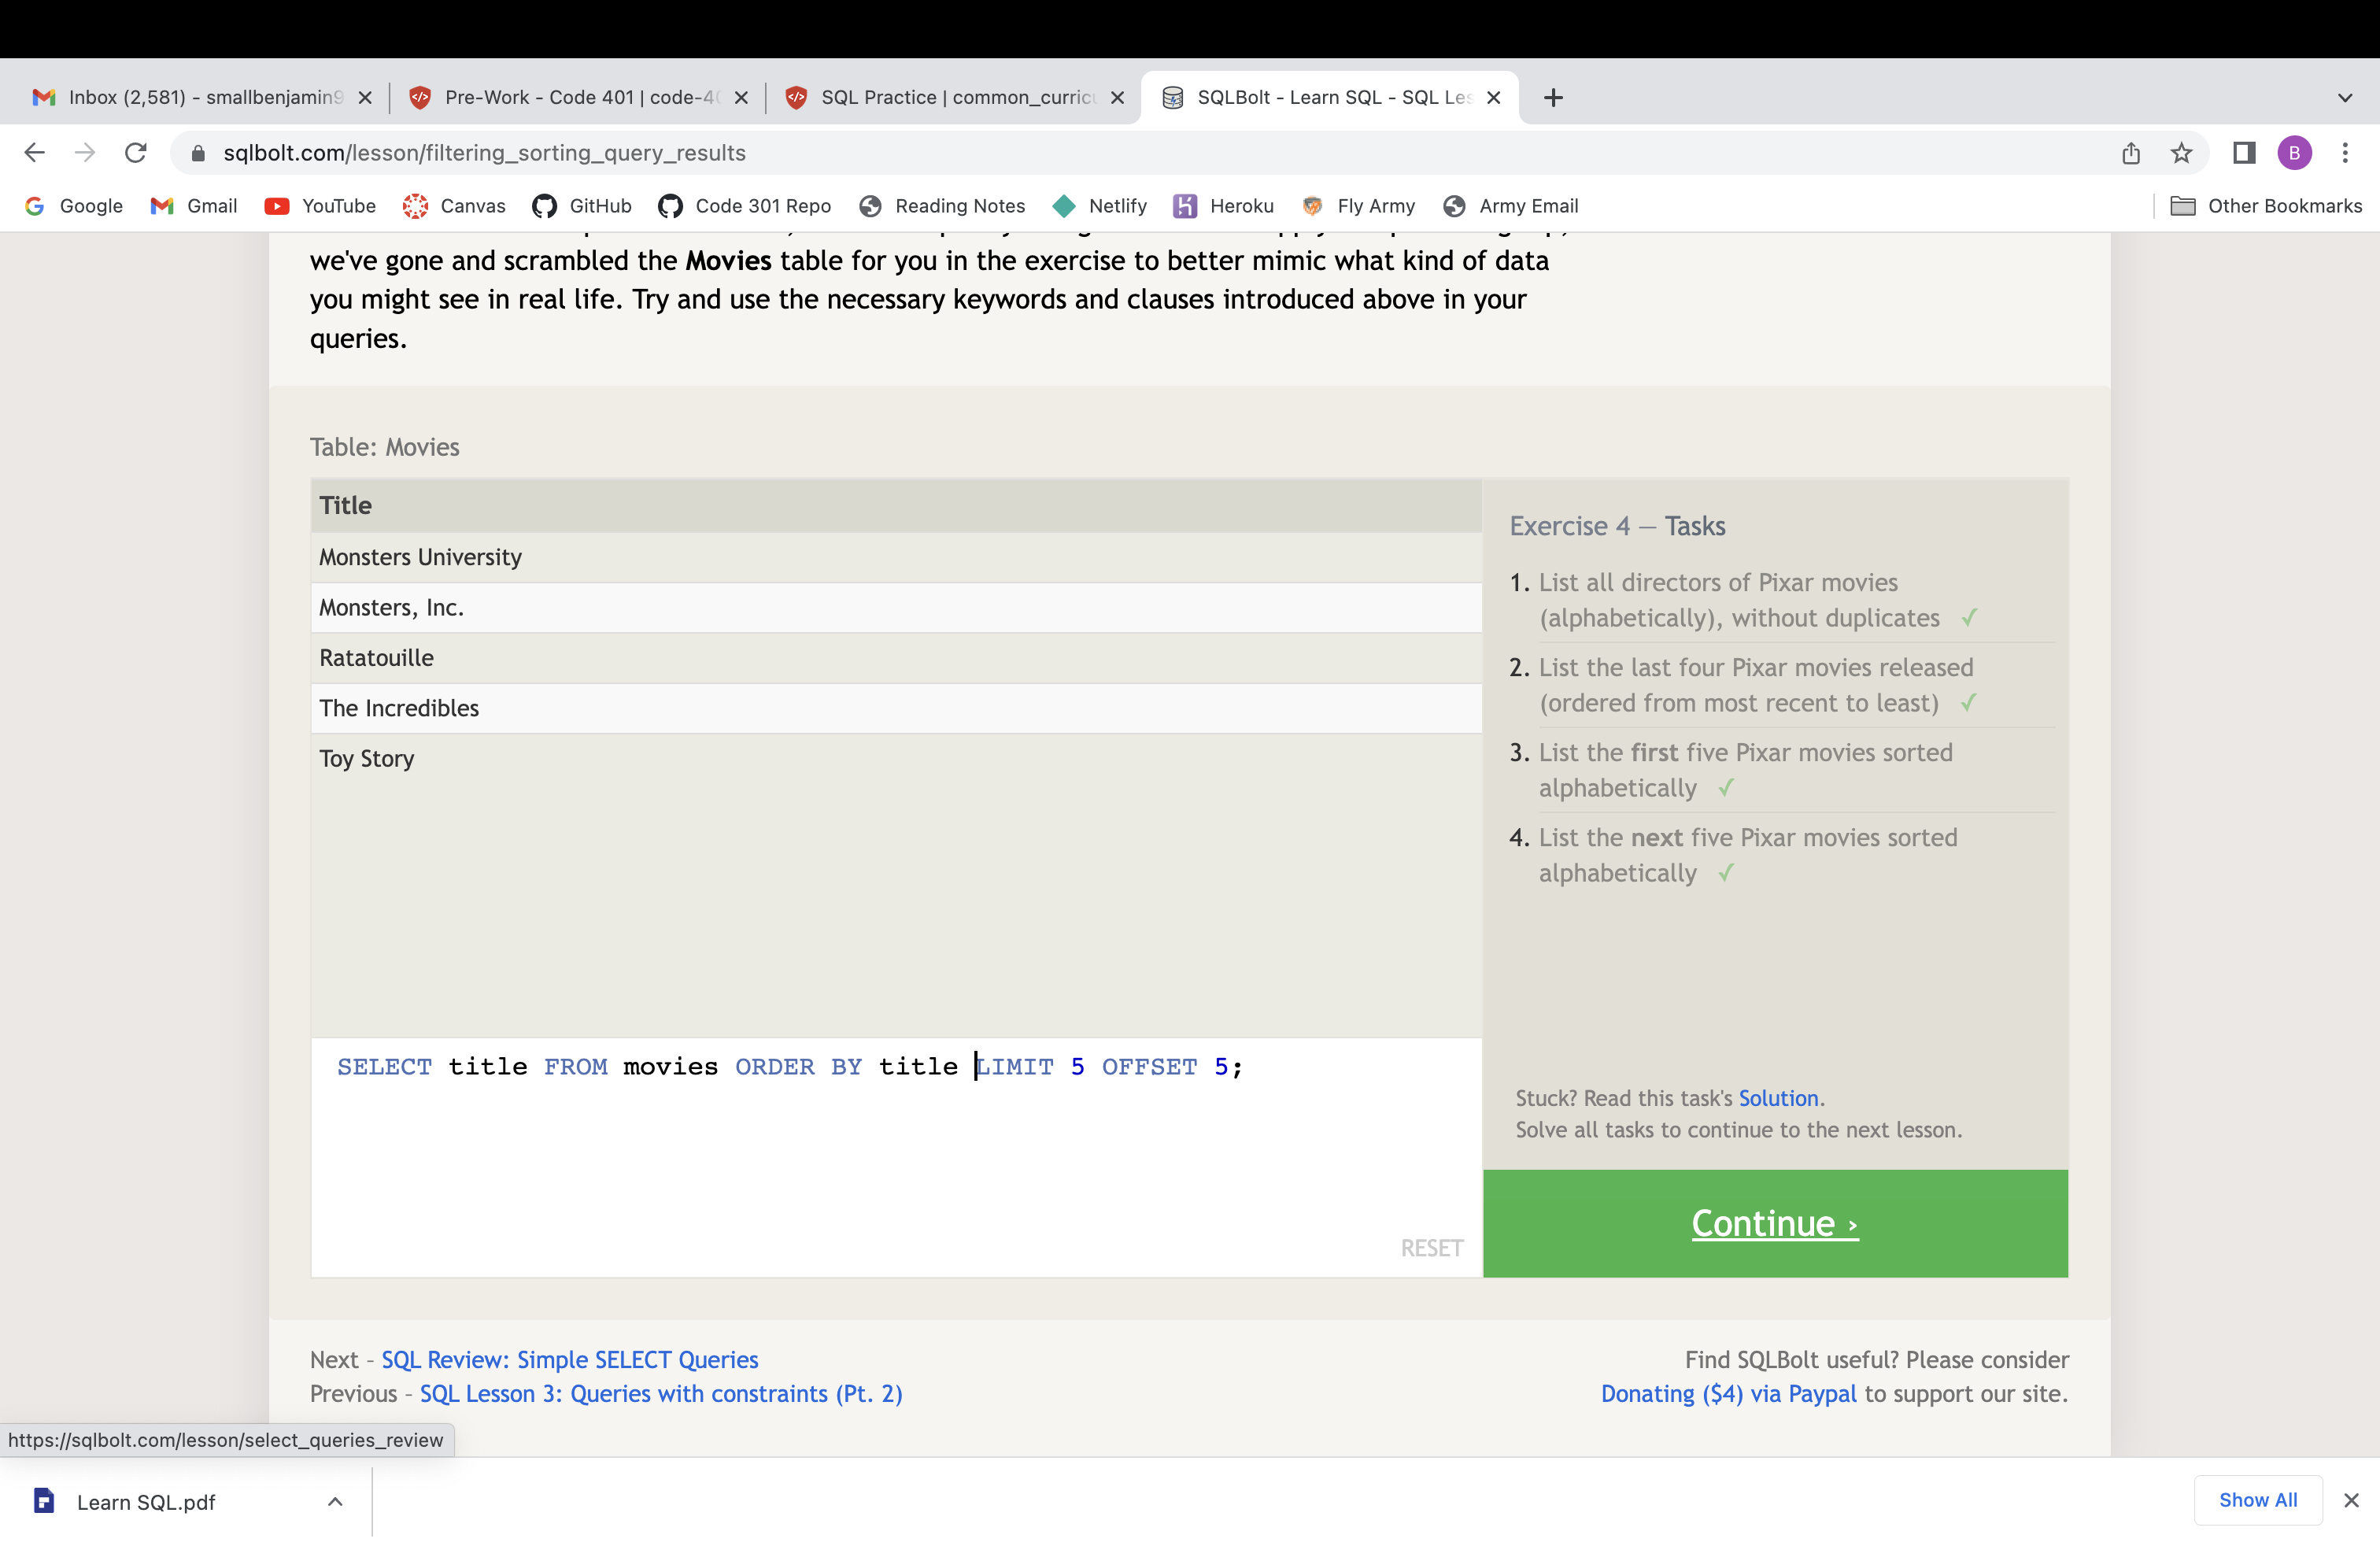 Inbox (2,581) - smallbenjamin9
Pre-Work - Code 401 | code-40
SQL Practice | common_curricu
SQLBolt - Learn SQL - SQL Les
sqlbolt.com/lesson/filtering_sorting_query_results
B
Google Gmail YouTube Canvas GitHub Code 301 Repo Reading Notes Netlify Heroku Fly Army Army Email Other Bookmarks
we've gone and scrambled the Movies table for you in the exercise to better mimic what kind of data
you might see in real life. Try and use the necessary keywords and clauses introduced above in your
queries.
Table: Movies
Title
Monsters University
Monsters, Inc.
Ratatouille
The Incredibles
Toy Story
SELECT title FROM movies ORDER BY title LIMIT 5 OFFSET 5;
RESET
Exercise 4 — Tasks
1. List all directors of Pixar movies
(alphabetically), without duplicates ✓
2. List the last four Pixar movies released
(ordered from most recent to least) ✓
3. List the first five Pixar movies sorted
alphabetically ✓
4. List the next five Pixar movies sorted
alphabetically ✓
Stuck? Read this task's Solution.
Solve all tasks to continue to the next lesson.
Continue ›
Next – SQL Review: Simple SELECT Queries
Previous – SQL Lesson 3: Queries with constraints (Pt. 2)
Find SQLBolt useful? Please consider
Donating ($4) via Paypal to support our site.
https://sqlbolt.com/lesson/select_queries_review
Learn SQL.pdf
Show All